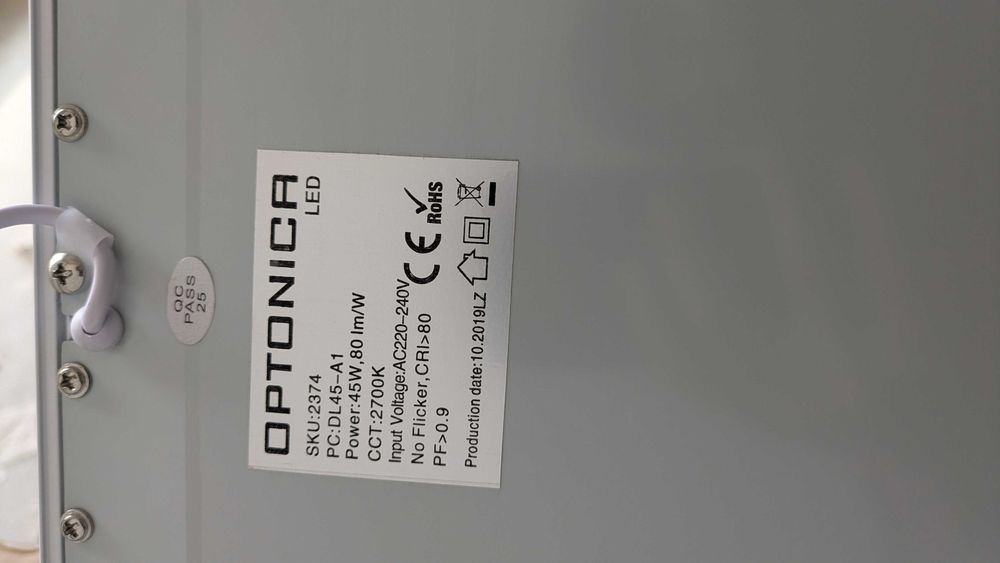 OPTONICA
LED
SKU:2374
PC:DL45-A1
Power:45W,80 lm/W
CCT:2700K
Input Voltage:AC220-240V
No Flicker,CRI>80
PF>0.9
CE RoHS
Production date:10.2019LZ
QC
PASS
25